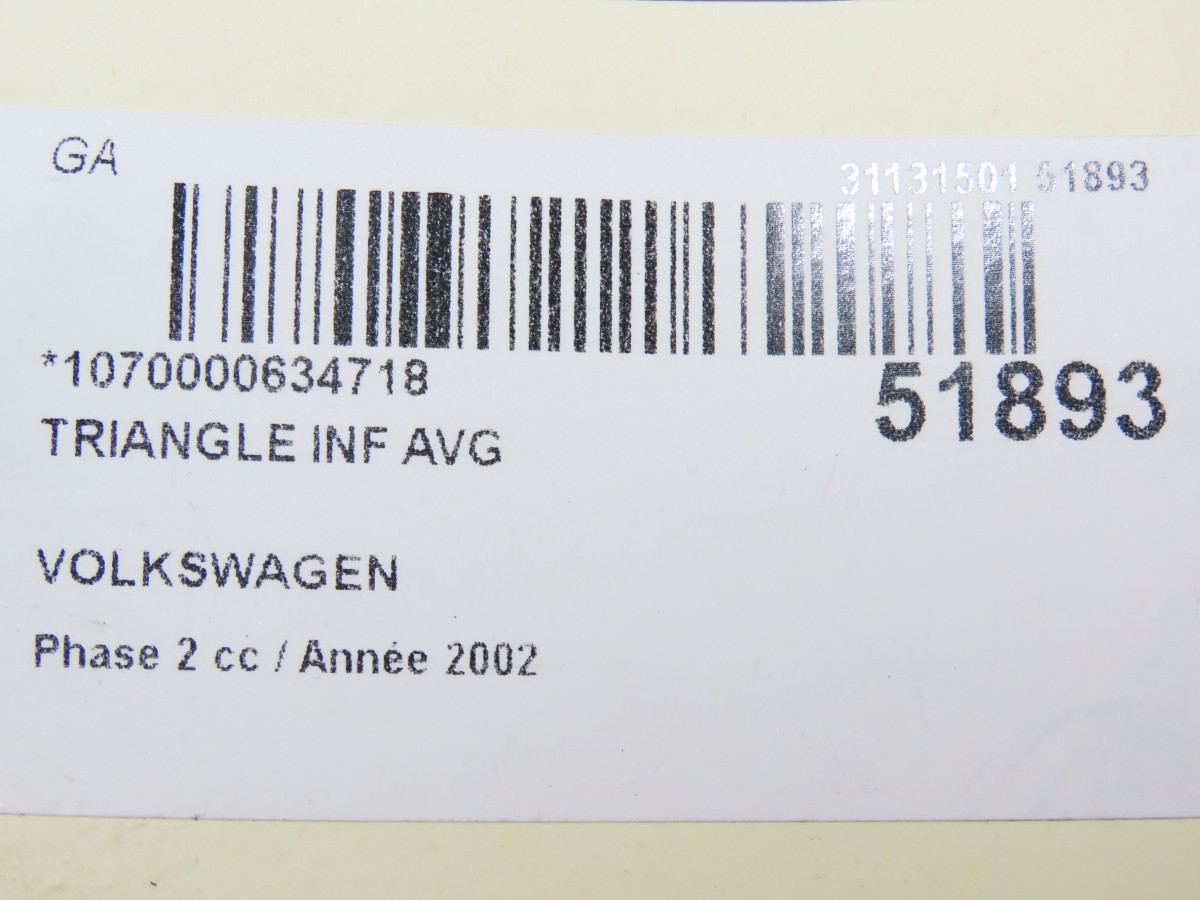 GA
31131501 51893
*1070000634718
51893
TRIANGLE INF AVG
VOLKSWAGEN
Phase 2 cc / Année 2002